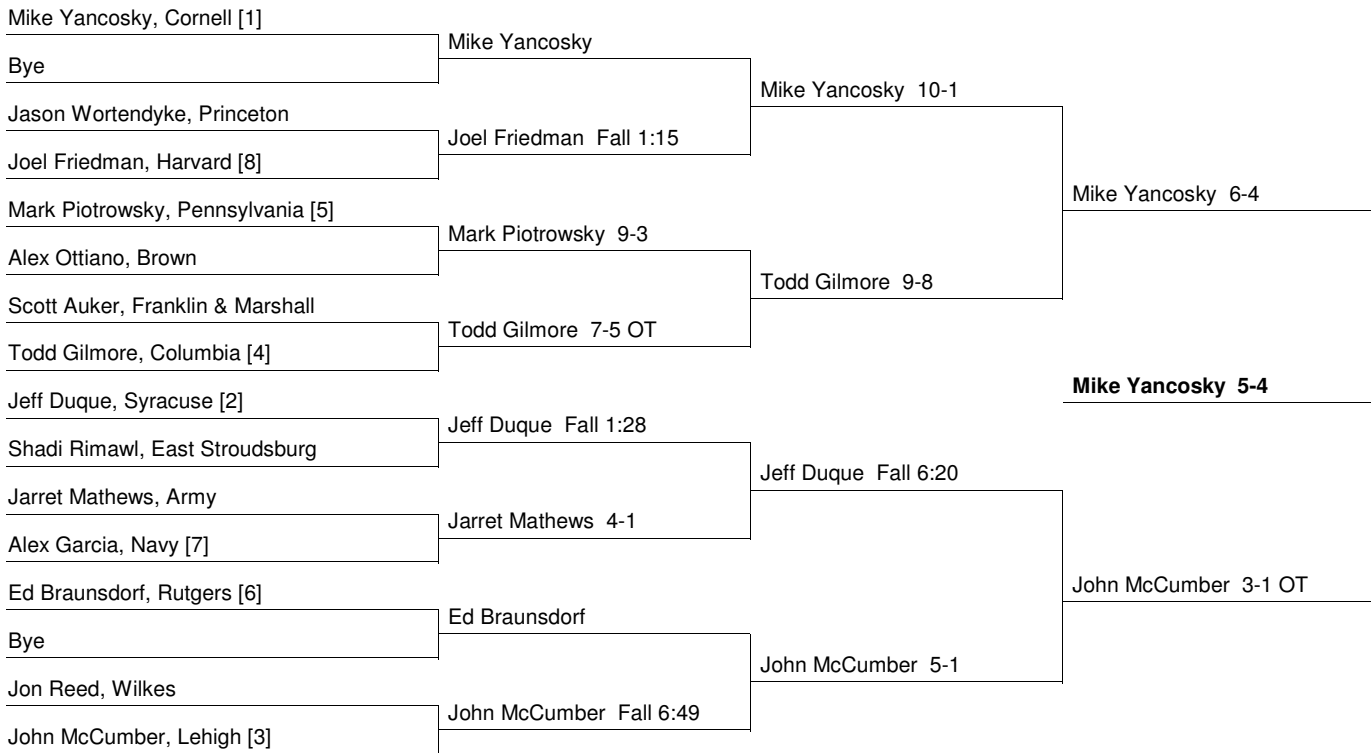 Mike Yancosky, Cornell [1]
Bye
Jason Wortendyke, Princeton
Joel Friedman, Harvard [8]
Mark Piotrowsky, Pennsylvania [5]
Alex Ottiano, Brown
Scott Auker, Franklin & Marshall
Todd Gilmore, Columbia [4]
Jeff Duque, Syracuse [2]
Shadi Rimawl, East Stroudsburg
Jarret Mathews, Army
Alex Garcia, Navy [7]
Ed Braunsdorf, Rutgers [6]
Bye
Jon Reed, Wilkes
John McCumber, Lehigh [3]
Mike Yancosky
Joel Friedman Fall 1:15
Mark Piotrowsky 9-3
Todd Gilmore 7-5 OT
Jeff Duque Fall 1:28
Jarret Mathews 4-1
Ed Braunsdorf
John McCumber Fall 6:49
Mike Yancosky 10-1
Todd Gilmore 9-8
Jeff Duque Fall 6:20
John McCumber 5-1
Mike Yancosky 6-4
John McCumber 3-1 OT
Mike Yancosky 5-4